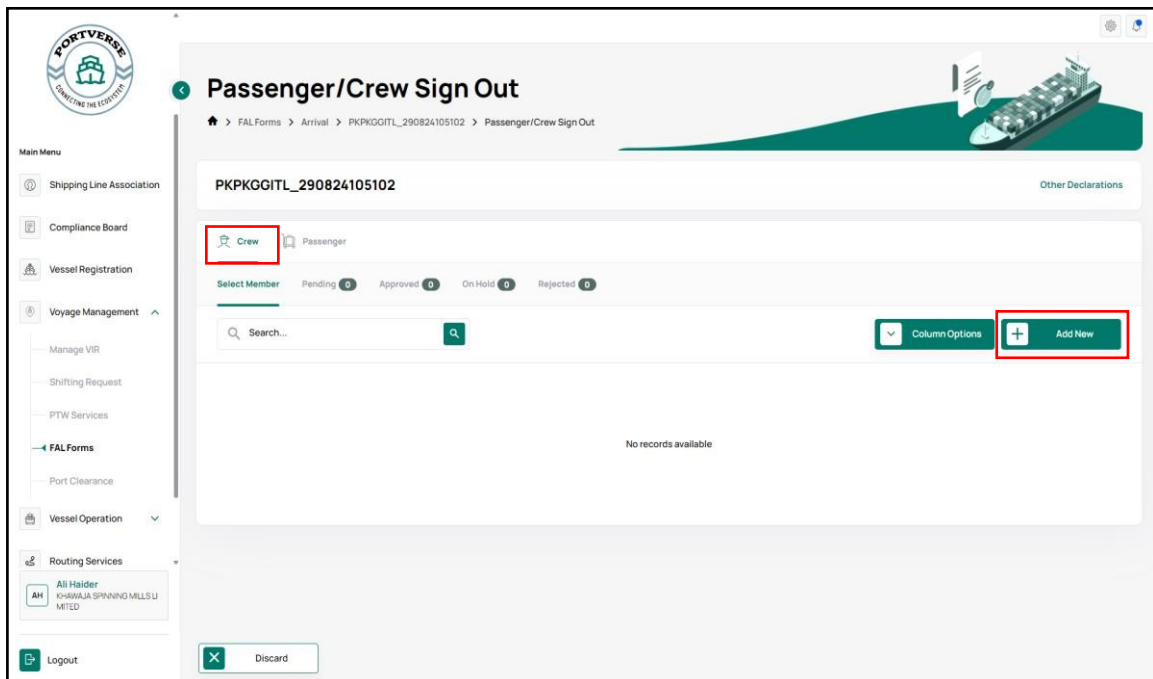 PORTVERSE
CONNECTING THE ECOSYSTEM
Passenger/Crew Sign Out
> FAL Forms > Arrival > PKPKGGITL_290824105102 > Passenger/Crew Sign Out
Main Menu
Shipping Line Association
Compliance Board
Vessel Registration
Voyage Management
Manage VIR
Shifting Request
PTW Services
FAL Forms
Port Clearance
Vessel Operation
Routing Services
AH
Ali Haider
KHAWAJA SPINNING MILLS LI
MITED
Logout
PKPKGGITL_290824105102
Other Declarations
Crew Passenger
Select Member Pending 0 Approved 0 On Hold 0 Rejected 0
Search...
Column Options
Add New
No records available
Discard